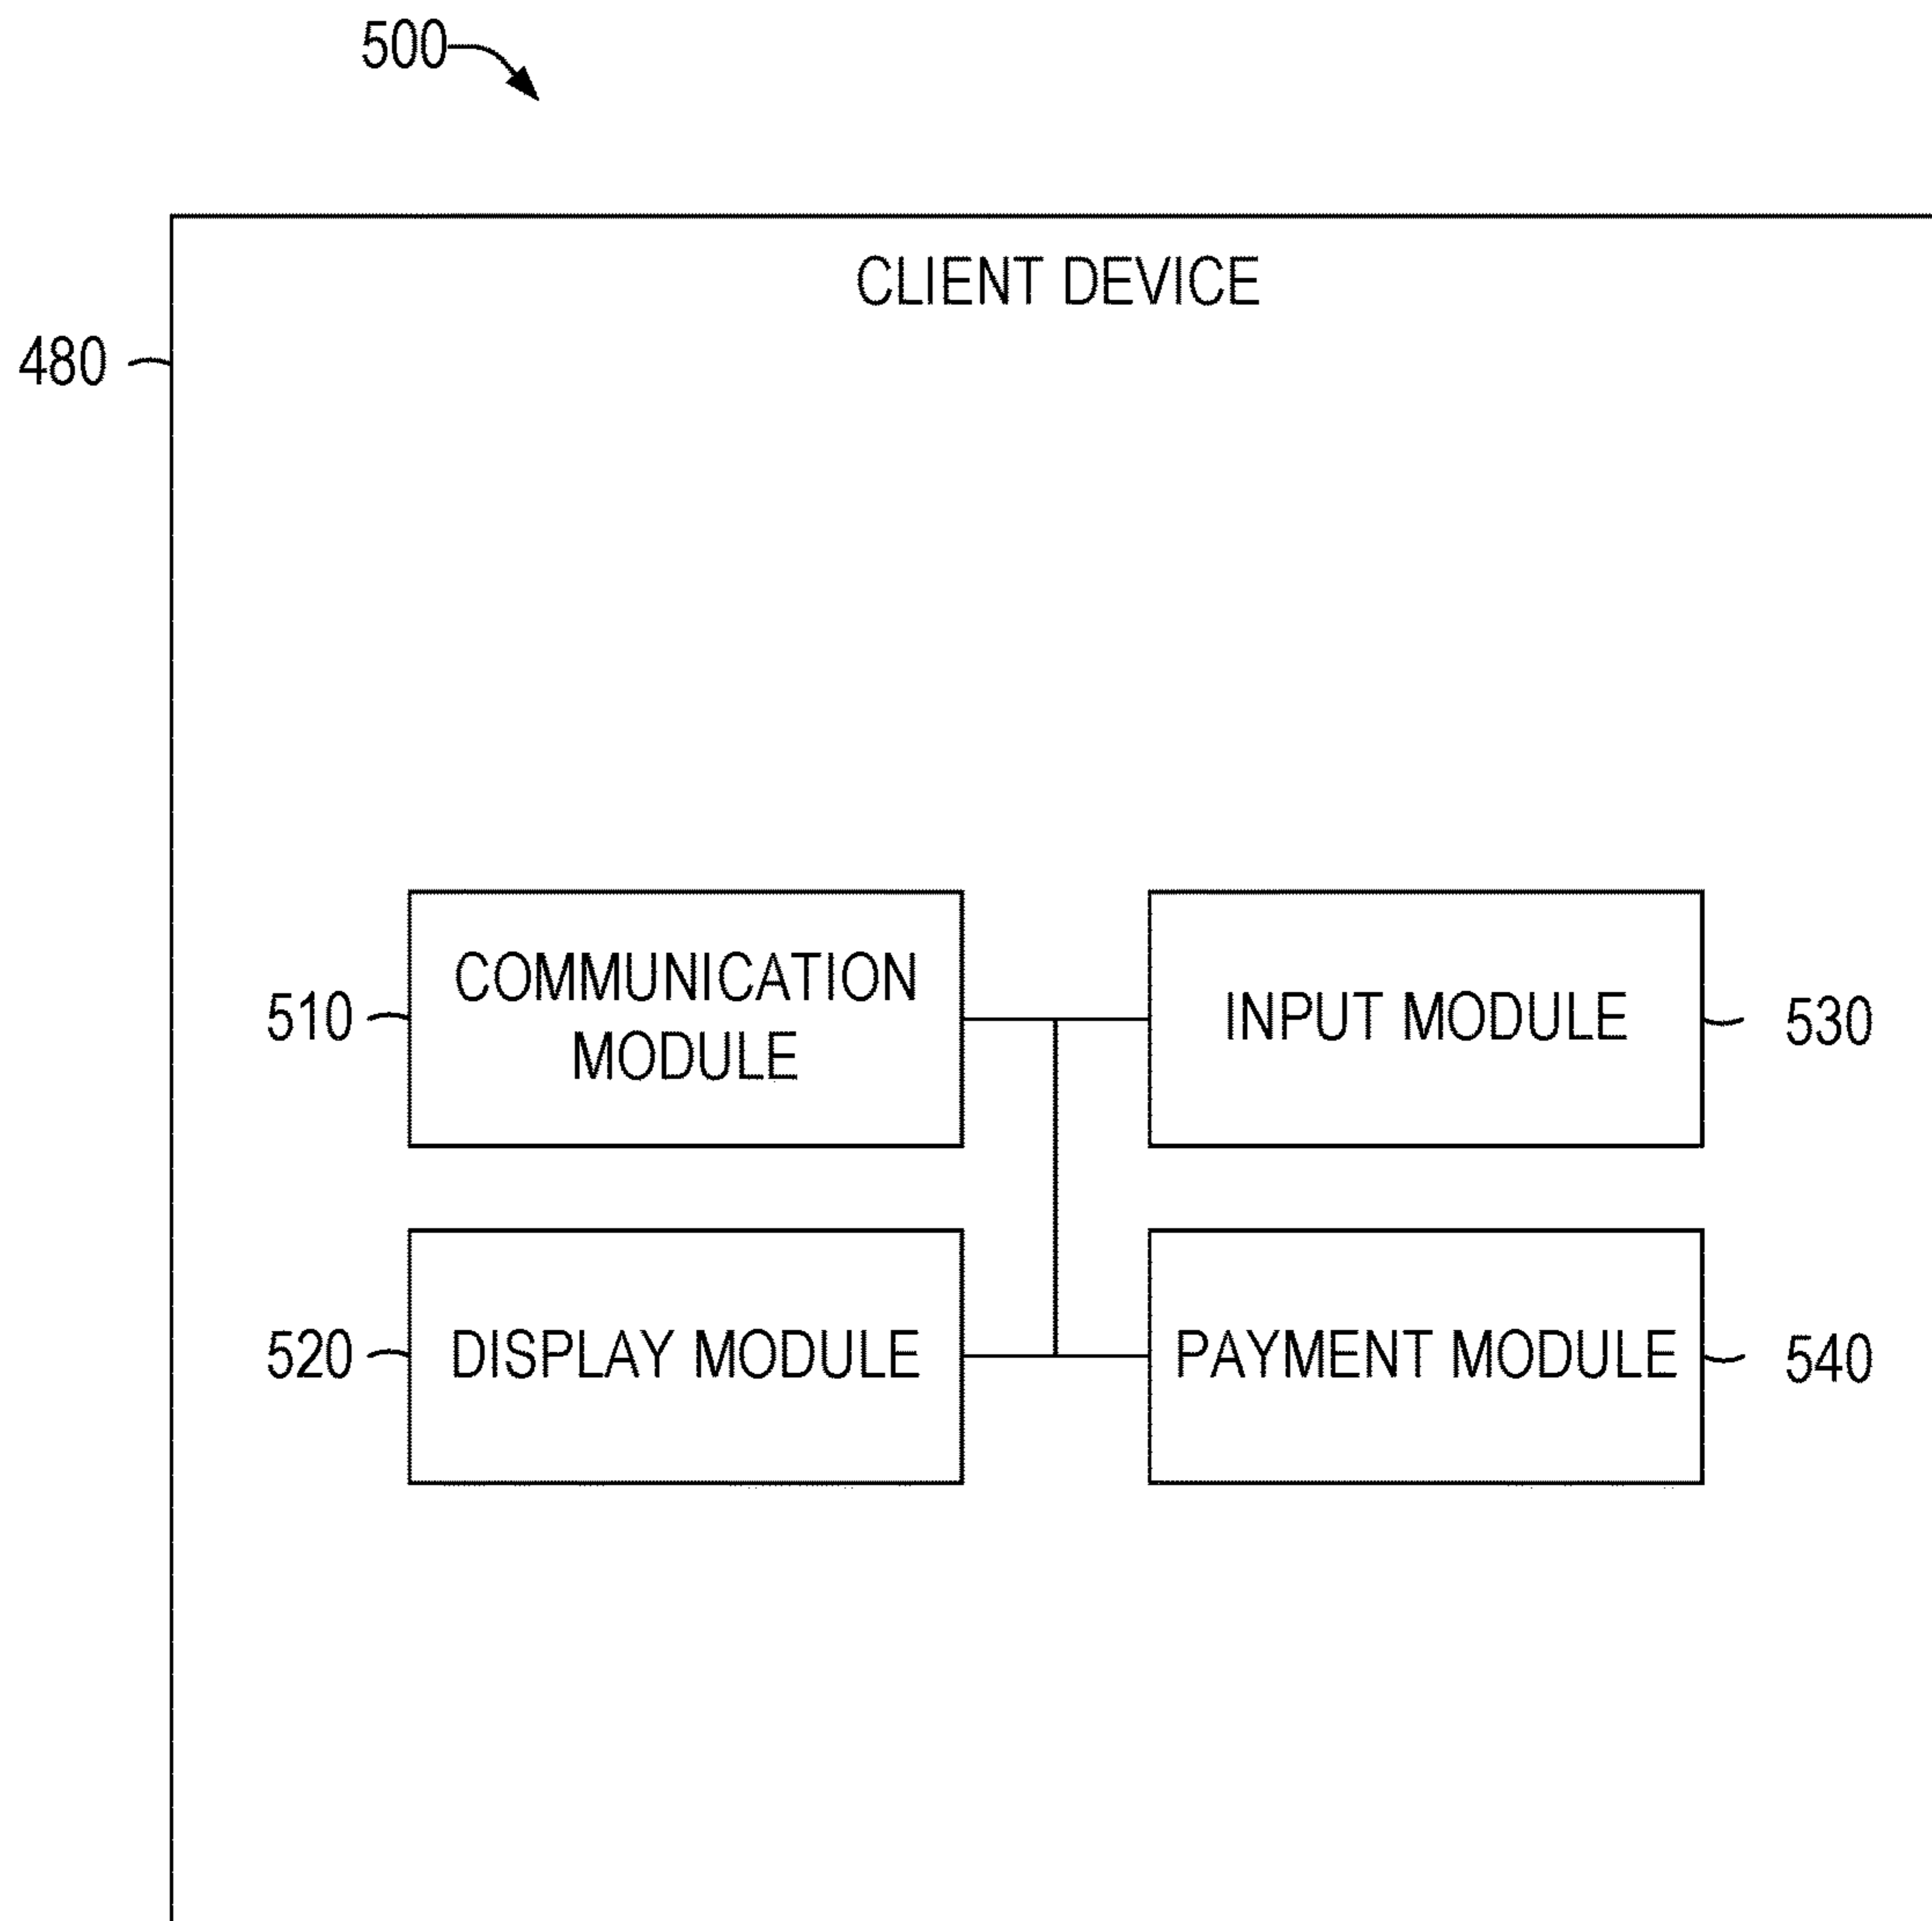 500
CLIENT DEVICE
480
COMMUNICATION
MODULE
510
INPUT MODULE
530
DISPLAY MODULE
520
PAYMENT MODULE
540